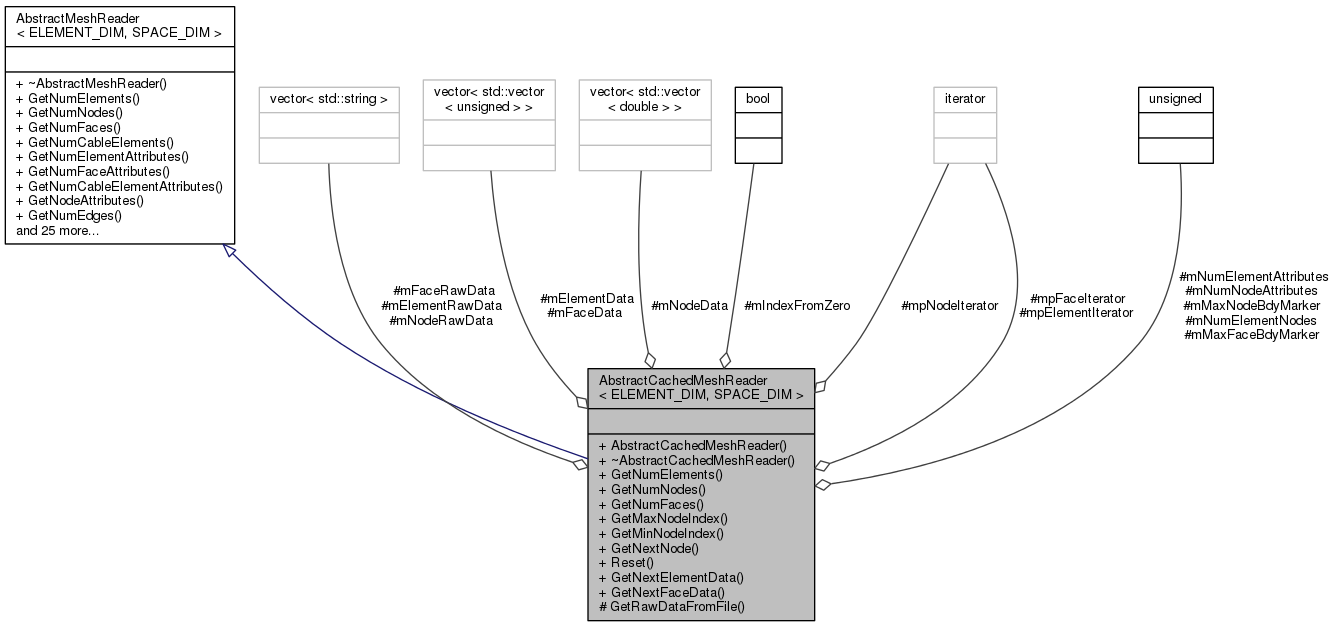 AbstractMeshReader
< ELEMENT_DIM, SPACE_DIM >
+ ~AbstractMeshReader()
+ GetNumElements()
+ GetNumNodes()
+ GetNumFaces()
+ GetNumCableElements()
+ GetNumElementAttributes()
+ GetNumFaceAttributes()
+ GetNumCableElementAttributes()
+ GetNodeAttributes()
+ GetNumEdges()
and 25 more...
vector< std::string >
vector< std::vector
< unsigned > >
vector< std::vector
< double > >
bool
iterator
unsigned
#mFaceRawData
#mElementRawData
#mNodeRawData
#mElementData
#mFaceData
#mNodeData
#mIndexFromZero
#mpNodeIterator
#mpFaceIterator
#mpElementIterator
#mNumElementAttributes
#mNumNodeAttributes
#mMaxNodeBdyMarker
#mNumElementNodes
#mMaxFaceBdyMarker
AbstractCachedMeshReader
< ELEMENT_DIM, SPACE_DIM >
+ AbstractCachedMeshReader()
+ ~AbstractCachedMeshReader()
+ GetNumElements()
+ GetNumNodes()
+ GetNumFaces()
+ GetMaxNodeIndex()
+ GetMinNodeIndex()
+ GetNextNode()
+ Reset()
+ GetNextElementData()
+ GetNextFaceData()
# GetRawDataFromFile()